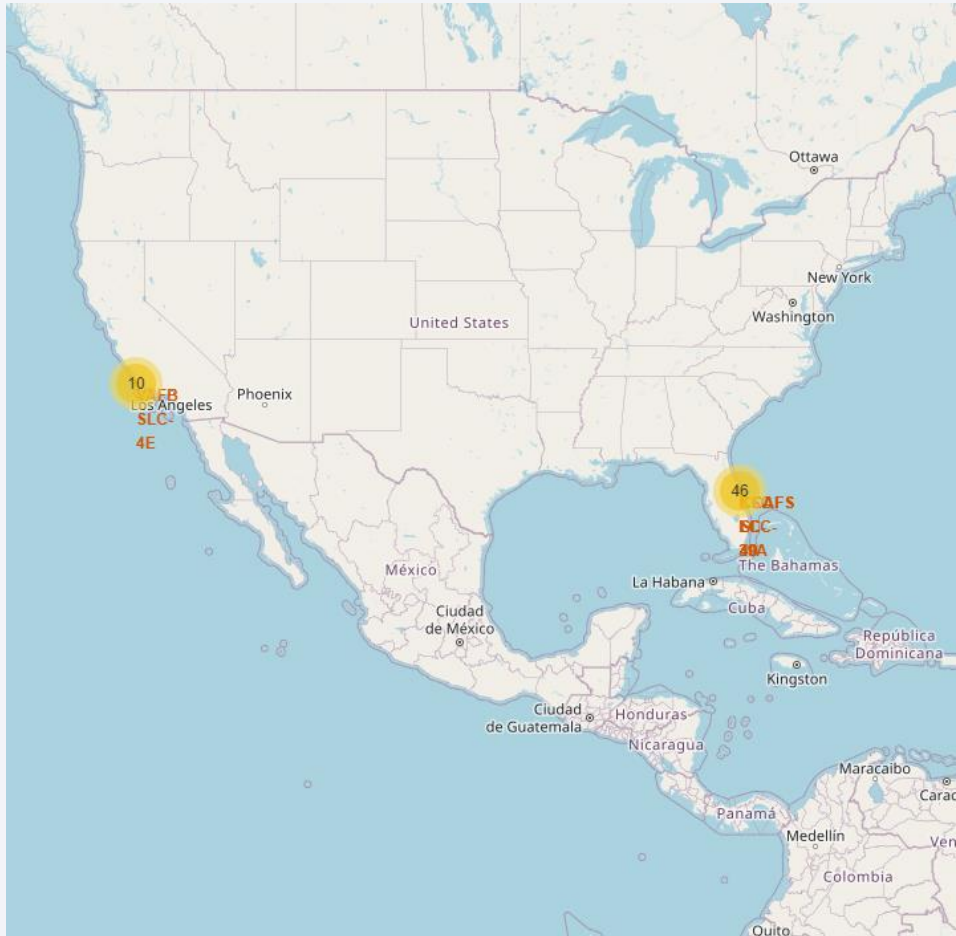 Ottawa
New York
Washington
United States
10
VAFB
Los Angeles
SLC-
4E
Phoenix
46
The Bahamas
México
La Habana
Cuba
Ciudad
de México
República
Dominicana
Kingston
Ciudad
de Guatemala
Honduras
Nicaragua
Maracaibo
Panamá
Medellín
Colombia
Quito